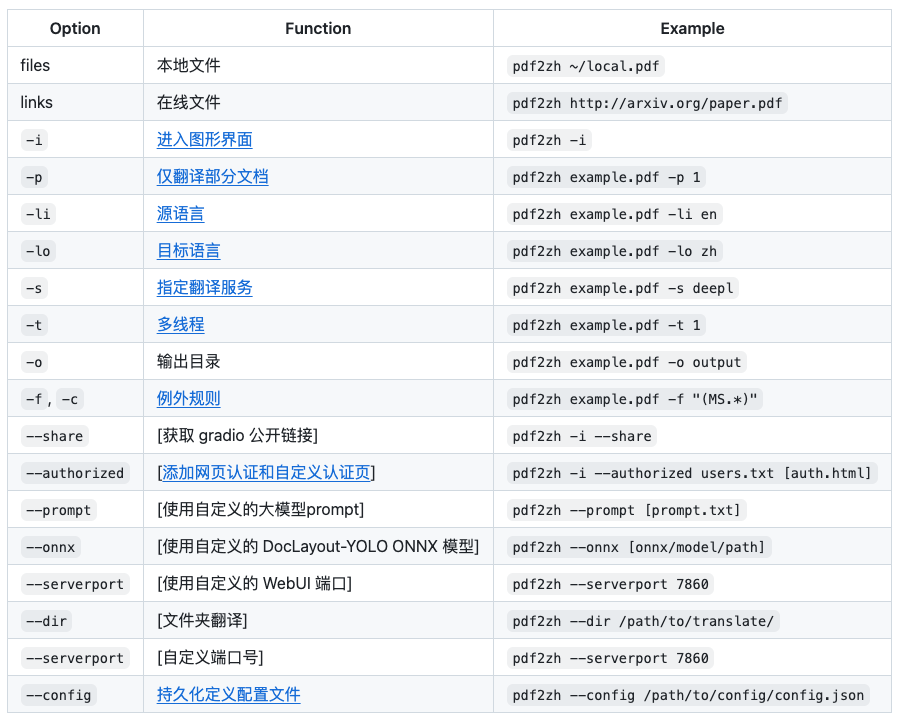 Option Function Example
files 本地文件 pdf2zh ~/local.pdf
links 在线文件 pdf2zh http://arxiv.org/paper.pdf
-i 进入图形界面 pdf2zh -i
-p 仅翻译部分文档 pdf2zh example.pdf -p 1
-li 源语言 pdf2zh example.pdf -li en
-lo 目标语言 pdf2zh example.pdf -lo zh
-s 指定翻译服务 pdf2zh example.pdf -s deepl
-t 多线程 pdf2zh example.pdf -t 1
-o 输出目录 pdf2zh example.pdf -o output
-f, -c 例外规则 pdf2zh example.pdf -f "(MS.*)"
--share [获取 gradio 公开链接] pdf2zh -i --share
--authorized [添加网页认证和自定义认证页] pdf2zh -i --authorized users.txt [auth.html]
--prompt [使用自定义的大模型prompt] pdf2zh --prompt [prompt.txt]
--onnx [使用自定义的 DocLayout-YOLO ONNX 模型] pdf2zh --onnx [onnx/model/path]
--serverport [使用自定义的 WebUI 端口] pdf2zh --serverport 7860
--dir [文件夹翻译] pdf2zh --dir /path/to/translate/
--serverport [自定义端口号] pdf2zh --serverport 7860
--config 持久化定义配置文件 pdf2zh --config /path/to/config/config.json